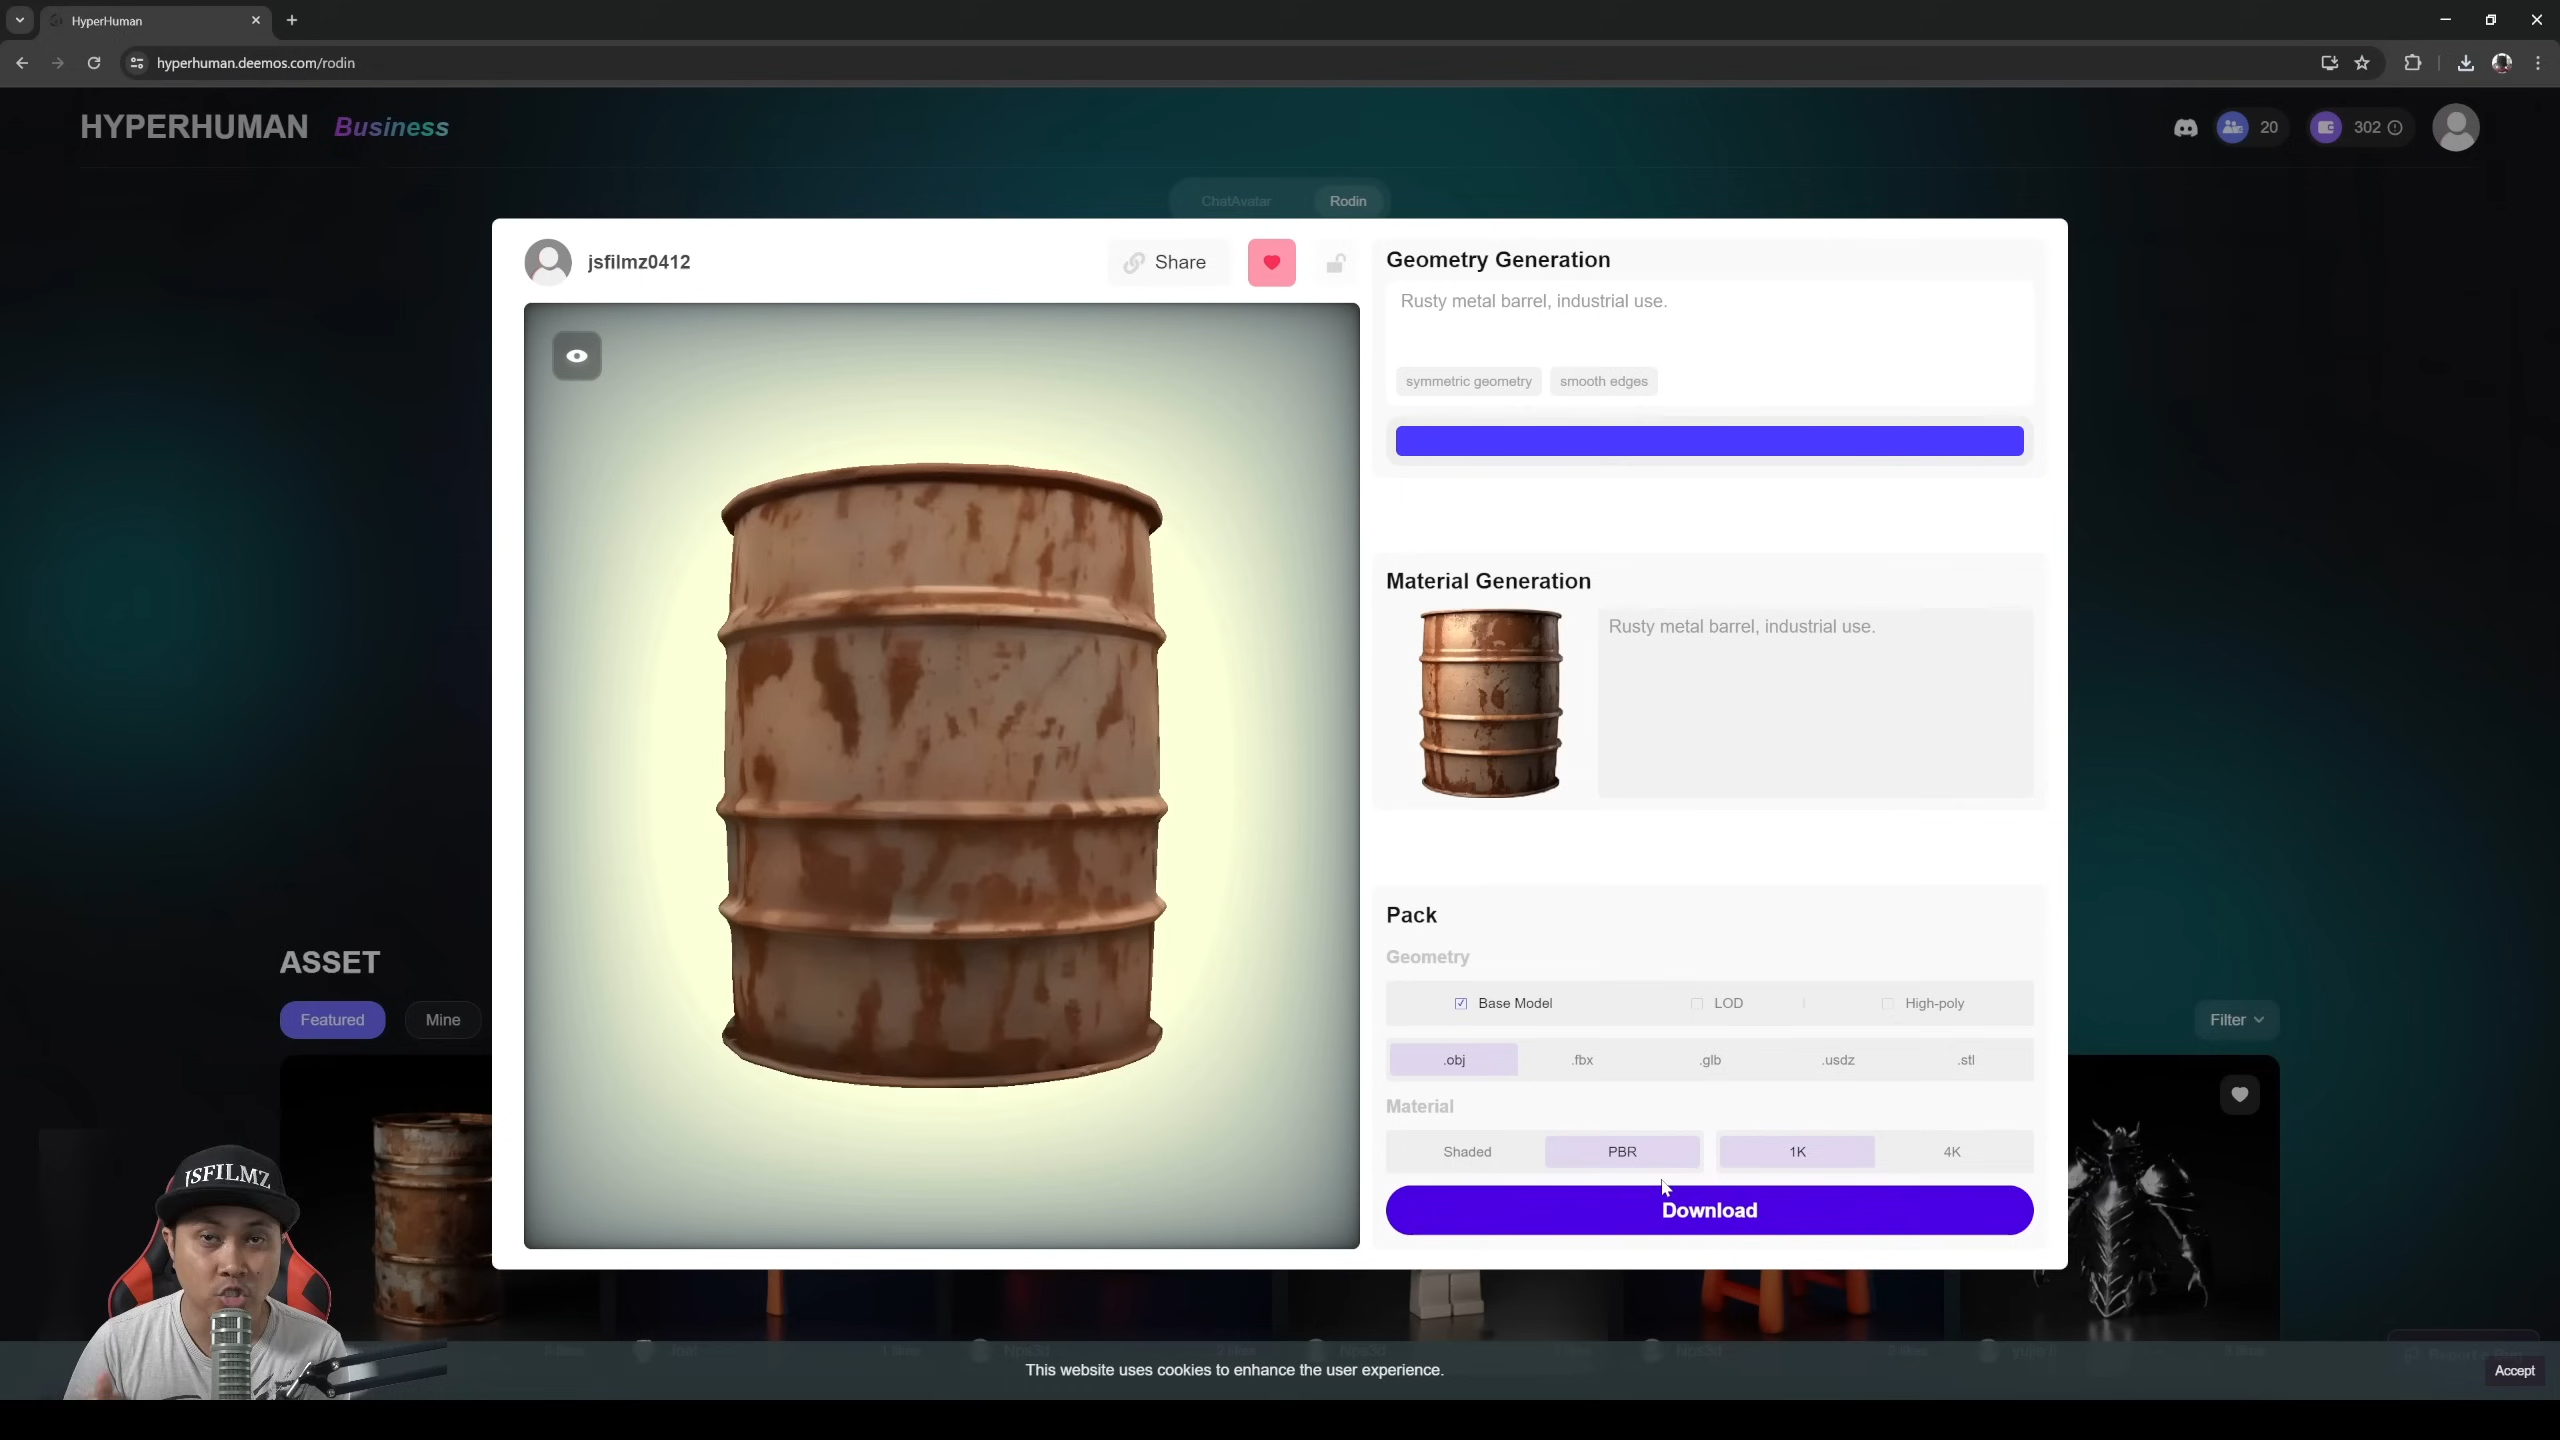 HyperHuman
hyperhuman.deemos.com/rodin
HYPERHUMAN Business
20
302
ChatAvatar
Rodin
jsfilmz0412
Share
Geometry Generation
Rusty metal barrel, industrial use.
symmetric geometry
smooth edges
Material Generation
Rusty metal barrel, industrial use.
Pack
Geometry
Base Model
LOD
High-poly
.obj
.fbx
.glb
.usdz
.stl
Material
Shaded
PBR
1K
4K
Download
ASSET
Featured
Mine
Filter
JSFILMZ
This website uses cookies to enhance the user experience.
Accept